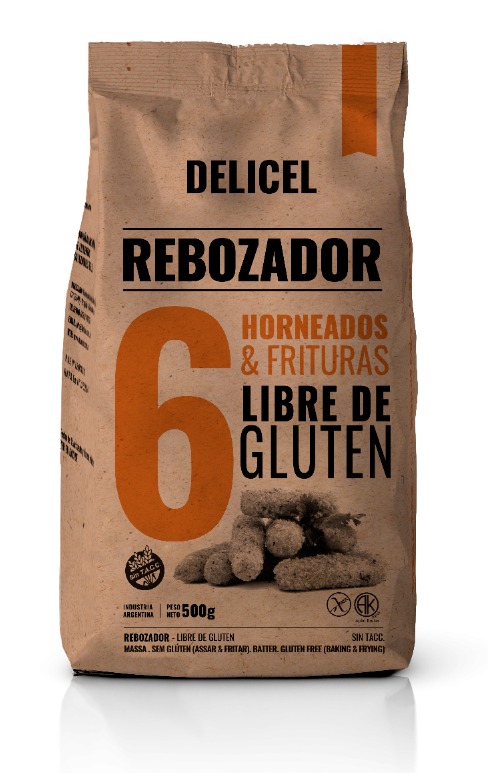 DELICEL
REBOZADOR
6
HORNEADOS
& FRITURAS
LIBRE DE
GLUTEN
SIN T.A.C.C.
INDUSTRIA
ARGENTINA
PESO
NETO 500g
AK
REBOZADOR - LIBRE DE GLUTEN
SIN TACC.
MASSA . SEM GLÚTEN (ASSAR & FRITAR). BATTER. GLUTEN FREE (BAKING & FRYING)